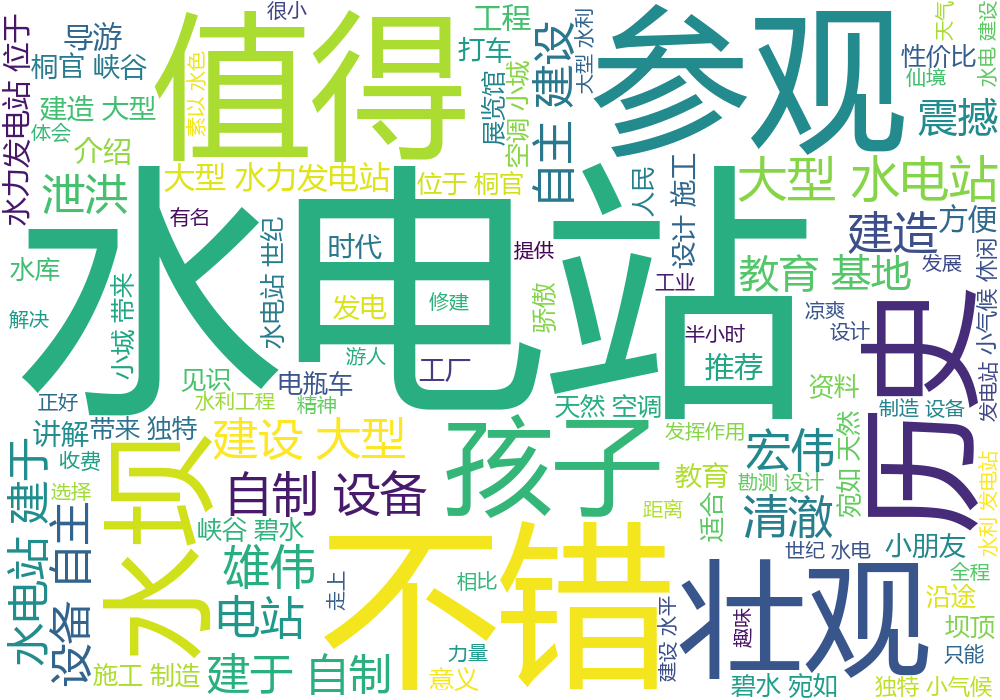 很小
工程
天气
水电 建设
导游
值得
打车
大型 水利
参观
性价比
仙境
水力发电站 位于
桐官 峡谷
素以 水色
展览馆
空调 小城
自主 建设
震撼
建造 大型
体会
介绍
大型 水力发电站
位于 桐官
人民
设计 施工
大型 水电站
泄洪
有名
水电站
水电站 世纪
时代
提供
建造
方便
水库
小城 带来
发电
修建
骄傲
工业
教育 基地
发展
发电站 小气候 休闲
解决
游人
工厂
半小时
凉爽
设计
历史
见识
电瓶车
推荐
资料
正好
水利工程
精神
天然 空调
制造 设备
讲解
带来 独特
建设 大型
孩子
发挥作用
宏伟
宛如 天然
收费
水坝
水电站 建于
选择
自制 设备
教育
勘测 设计
距离
适合
清澈
水利 发电站
设备 自主
峡谷 碧水
不错
世纪 水电
小朋友
雄伟
走上
相比
壮观
全程
电站
建设 水平
趣味
沿途
坝顶
施工 制造
建于 自制
力量
意义
碧水 宛如
只能
独特 小气候